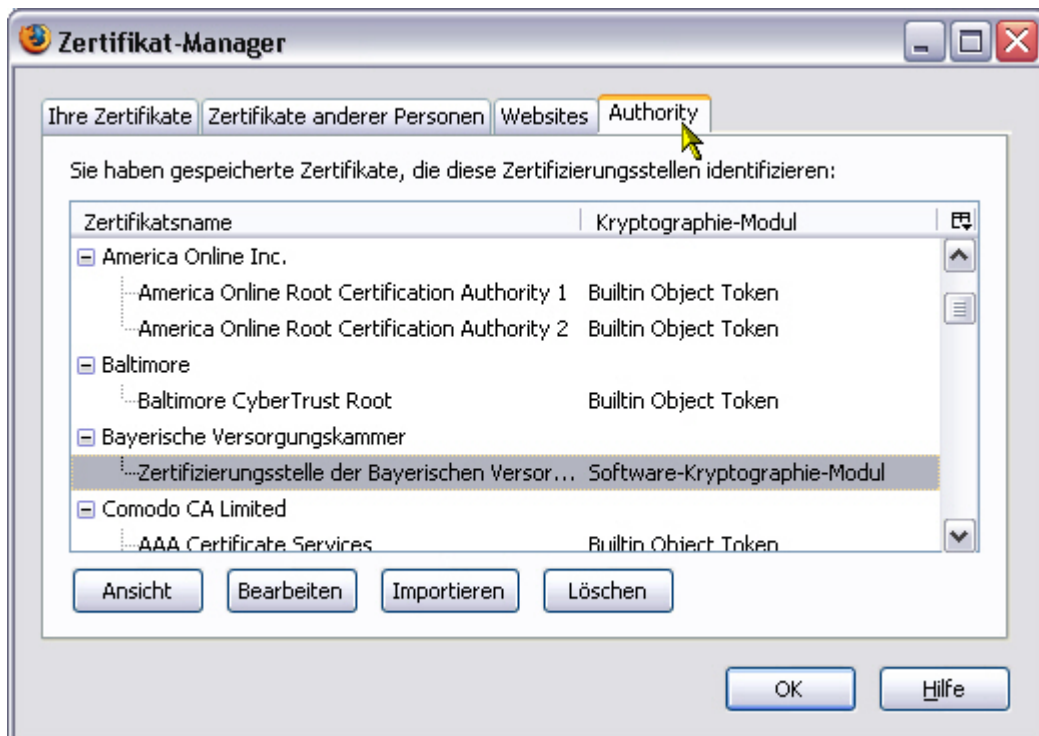 Zertifikat-Manager
Ihre Zertifikate Zertifikate anderer Personen Websites Authority
Sie haben gespeicherte Zertifikate, die diese Zertifizierungsstellen identifizieren:
Zertifikatsname Kryptographie-Modul
America Online Inc.
America Online Root Certification Authority 1 Builtin Object Token
America Online Root Certification Authority 2 Builtin Object Token
Baltimore
Baltimore CyberTrust Root Builtin Object Token
Bayerische Versorgungskammer
Zertifizierungsstelle der Bayerischen Versor... Software-Kryptographie-Modul
Comodo CA Limited
AAA Certificate Services Builtin Object Token
Ansicht Bearbeiten Importieren Löschen
OK Hilfe